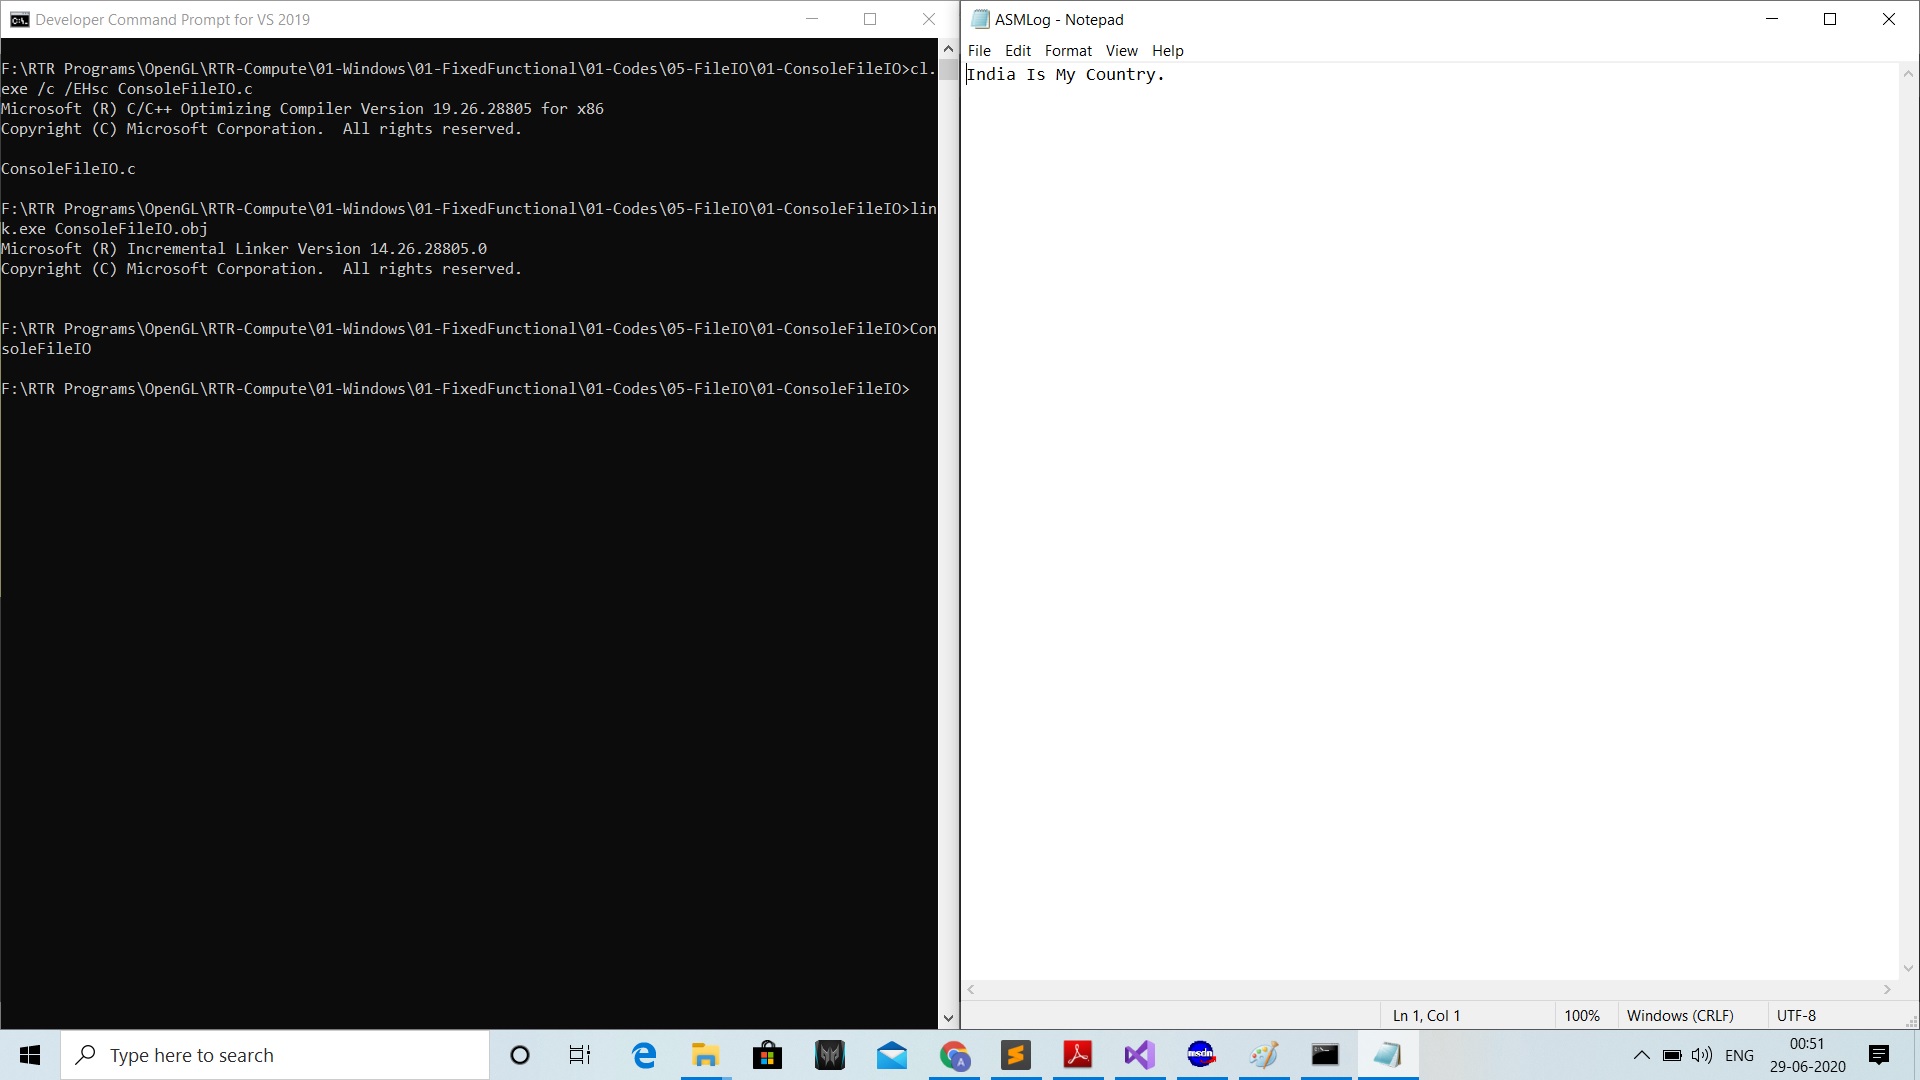 Developer Command Prompt for VS 2019
F:\RTR Programs\OpenGL\RTR-Compute\01-Windows\01-FixedFunctional\01-Codes\05-FileIO\01-ConsoleFileIO>cl.
exe /c /EHsc ConsoleFileIO.c
Microsoft (R) C/C++ Optimizing Compiler Version 19.26.28805 for x86
Copyright (C) Microsoft Corporation.  All rights reserved.
ConsoleFileIO.c
F:\RTR Programs\OpenGL\RTR-Compute\01-Windows\01-FixedFunctional\01-Codes\05-FileIO\01-ConsoleFileIO>lin
k.exe ConsoleFileIO.obj
Microsoft (R) Incremental Linker Version 14.26.28805.0
Copyright (C) Microsoft Corporation.  All rights reserved.
F:\RTR Programs\OpenGL\RTR-Compute\01-Windows\01-FixedFunctional\01-Codes\05-FileIO\01-ConsoleFileIO>Con
soleFileIO
F:\RTR Programs\OpenGL\RTR-Compute\01-Windows\01-FixedFunctional\01-Codes\05-FileIO\01-ConsoleFileIO>
ASMLog - Notepad
File Edit Format View Help
India Is My Country.
Ln 1, Col 1 100% Windows (CRLF) UTF-8
Type here to search
msdn
A
ENG
00:51
29-06-2020